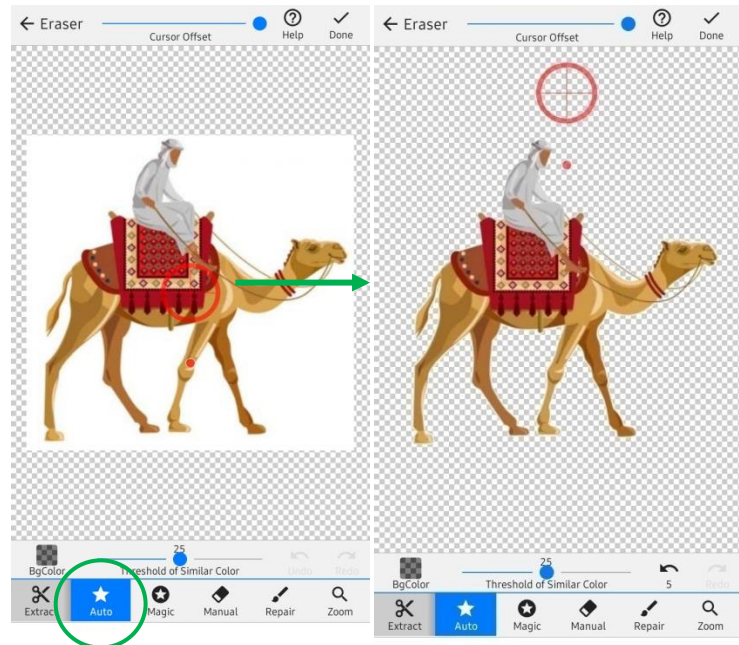 Eraser
Cursor Offset
Help
Done
25
BgColor
Threshold of Similar Color
Undo
Redo
Extract
Auto
Magic
Manual
Repair
Zoom
Eraser
Cursor Offset
Help
Done
25
BgColor
Threshold of Similar Color
5
Redo
Extract
Auto
Magic
Manual
Repair
Zoom